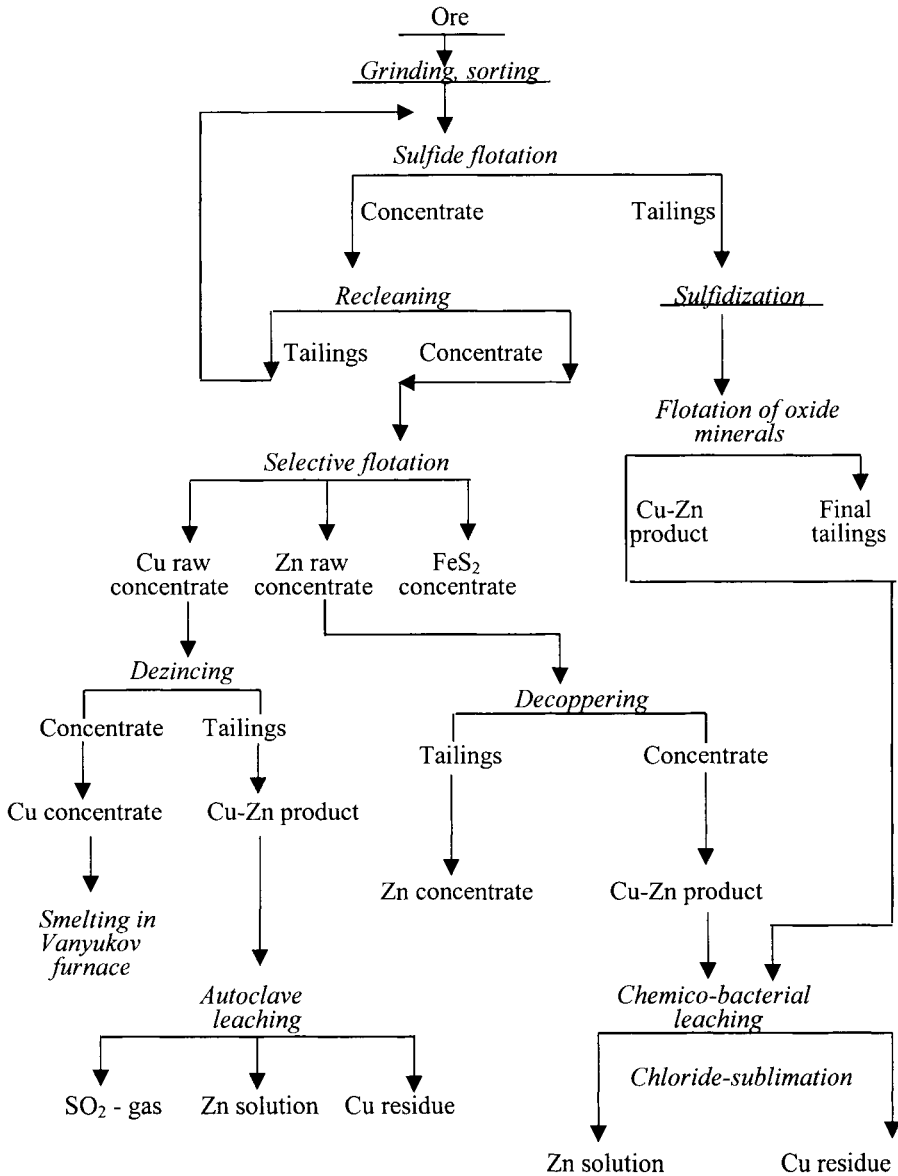 Ore
Grinding, sorting
Sulfide flotation
Concentrate
Tailings
Recleaning
Sulfidization
Tailings
Concentrate
Flotation of oxide
minerals
Selective flotation
Cu-Zn
product
Final
tailings
Cu raw
concentrate
Zn raw
concentrate
FeS₂
concentrate
Dezincing
Decoppering
Concentrate
Tailings
Tailings
Concentrate
Cu concentrate
Cu-Zn product
Zn concentrate
Cu-Zn product
Smelting in
Vanyukov
furnace
Autoclave
leaching
Chemico-bacterial
leaching
Chloride-sublimation
SO₂ - gas
Zn solution
Cu residue
Zn solution
Cu residue